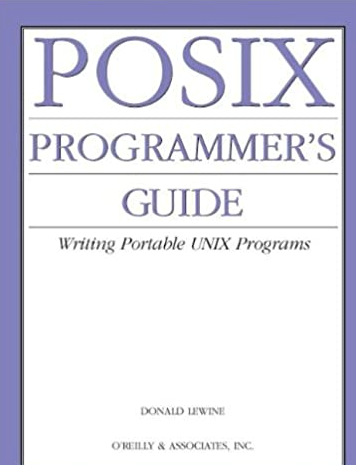 POSIX
PROGRAMMER'S
GUIDE
Writing Portable UNIX Programs
DONALD LEWINE
O'REILLY & ASSOCIATES, INC.